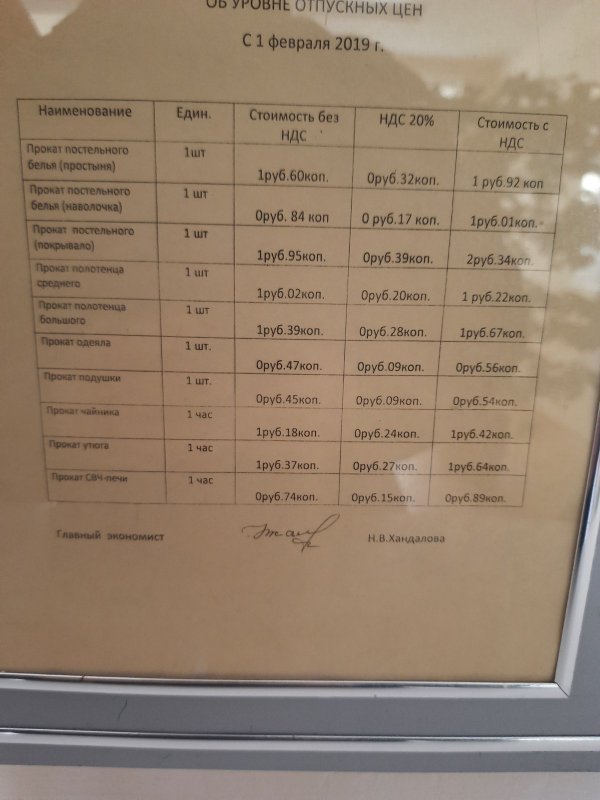 ОБ УРОВНЕ ОТПУСКНЫХ ЦЕН
С 1 февраля 2019 г.
Наименование Един. Стоимость без НДС НДС 20% Стоимость с НДС
Прокат постельного белья (простыня) 1шт 1руб.60коп. 0руб.32коп. 1 руб.92 коп
Прокат постельного белья (наволочка) 1 шт 0руб. 84 коп 0 руб.17 коп. 1руб.01коп.
Прокат постельного (покрывало) 1 шт 1руб.95коп. 0руб.39коп. 2руб.34коп.
Прокат полотенца среднего 1 шт 1руб.02коп. 0руб.20коп. 1 руб.22коп.
Прокат полотенца большого 1 шт 1руб.39коп. 0руб.28коп. 1руб.67коп.
Прокат одеяла 1 шт. 0руб.47коп. 0руб.09коп. 0руб.56коп.
Прокат подушки 1 шт. 0руб.45коп. 0руб.09коп. 0руб.54коп.
Прокат чайника 1 час 1руб.18коп. 0руб.24коп. 1руб.42коп.
Прокат утюга 1 час 1руб.37коп. 0руб.27коп. 1руб.64коп.
Прокат СВЧ-печи 1 час 0руб.74коп. 0руб.15коп. 0руб.89коп.
Главный экономист Н.В.Хандалова